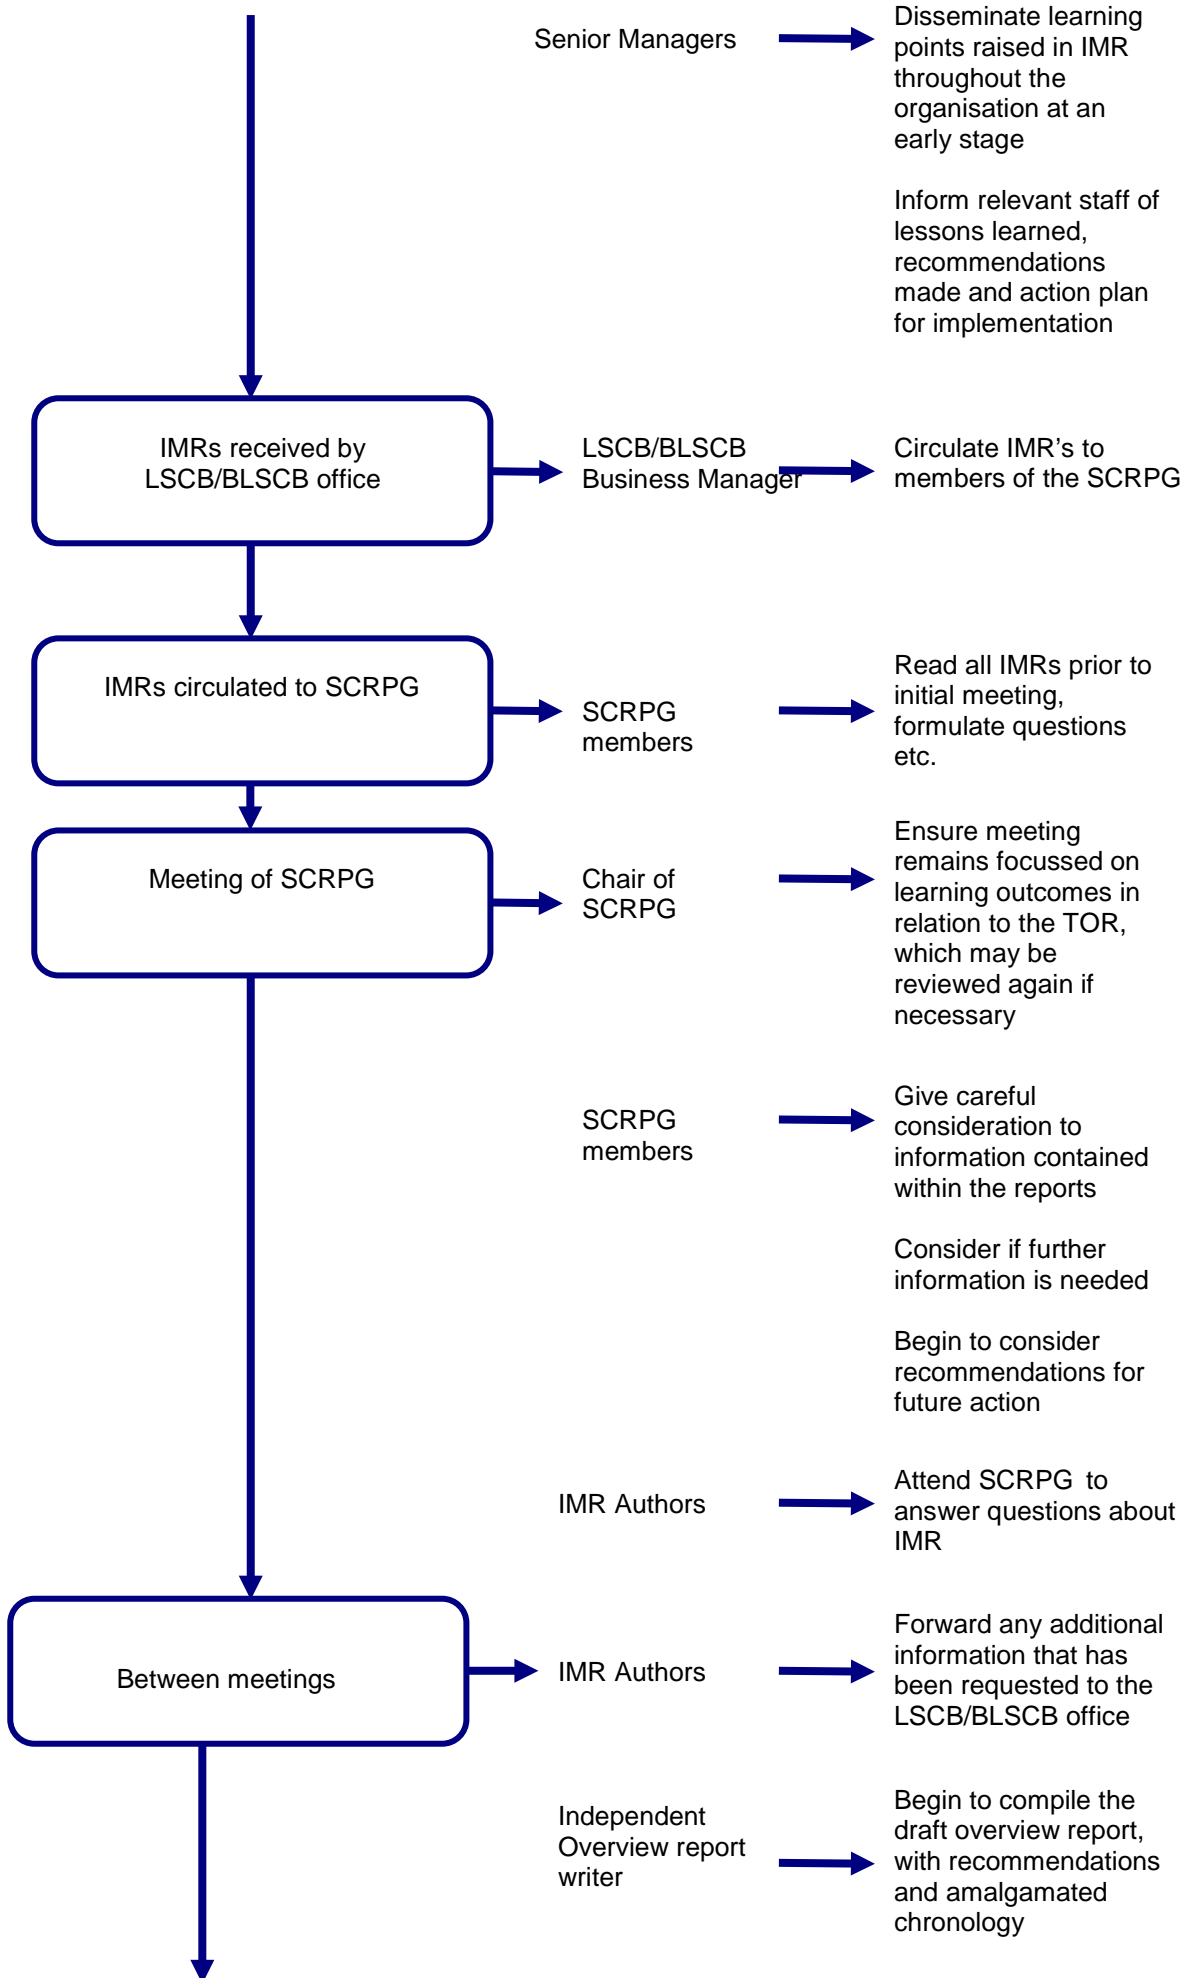 Senior Managers
Disseminate learning
points raised in IMR
throughout the
organisation at an
early stage
Inform relevant staff of
lessons learned,
recommendations
made and action plan
for implementation
IMRs received by
LSCB/BLSCB office
LSCB/BLSCB
Business Manager
Circulate IMR's to
members of the SCRPG
IMRs circulated to SCRPG
SCRPG
members
Read all IMRs prior to
initial meeting,
formulate questions
etc.
Meeting of SCRPG
Chair of
SCRPG
Ensure meeting
remains focussed on
learning outcomes in
relation to the TOR,
which may be
reviewed again if
necessary
SCRPG
members
Give careful
consideration to
information contained
within the reports
Consider if further
information is needed
Begin to consider
recommendations for
future action
IMR Authors
Attend SCRPG to
answer questions about
IMR
Between meetings
IMR Authors
Forward any additional
information that has
been requested to the
LSCB/BLSCB office
Independent
Overview report
writer
Begin to compile the
draft overview report,
with recommendations
and amalgamated
chronology